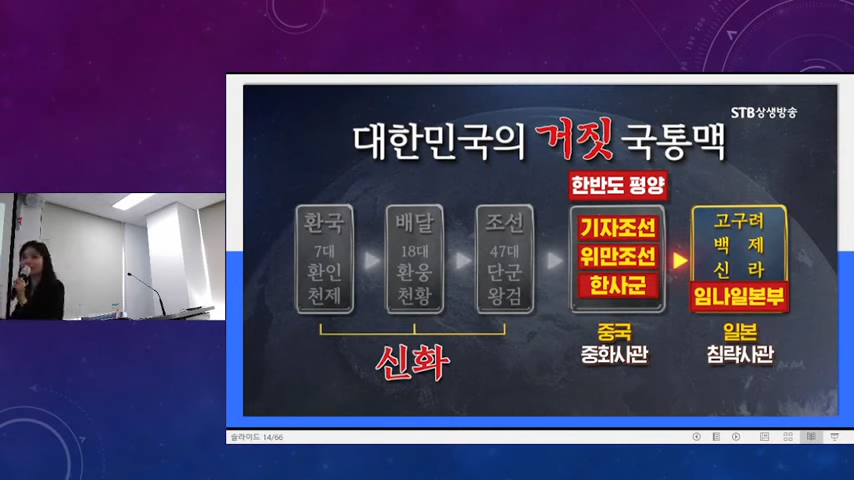 STB상생방송
대한민국의 거짓 국통맥
한반도 평양
환국
7대
환인
천제
배달
18대
환웅
천황
조선
47대
단군
왕검
기자조선
위만조선
한사군
고구려
백 제
신 라
임나일본부
신화
중국
중화사관
일본
침략사관
슬라이드 14/66